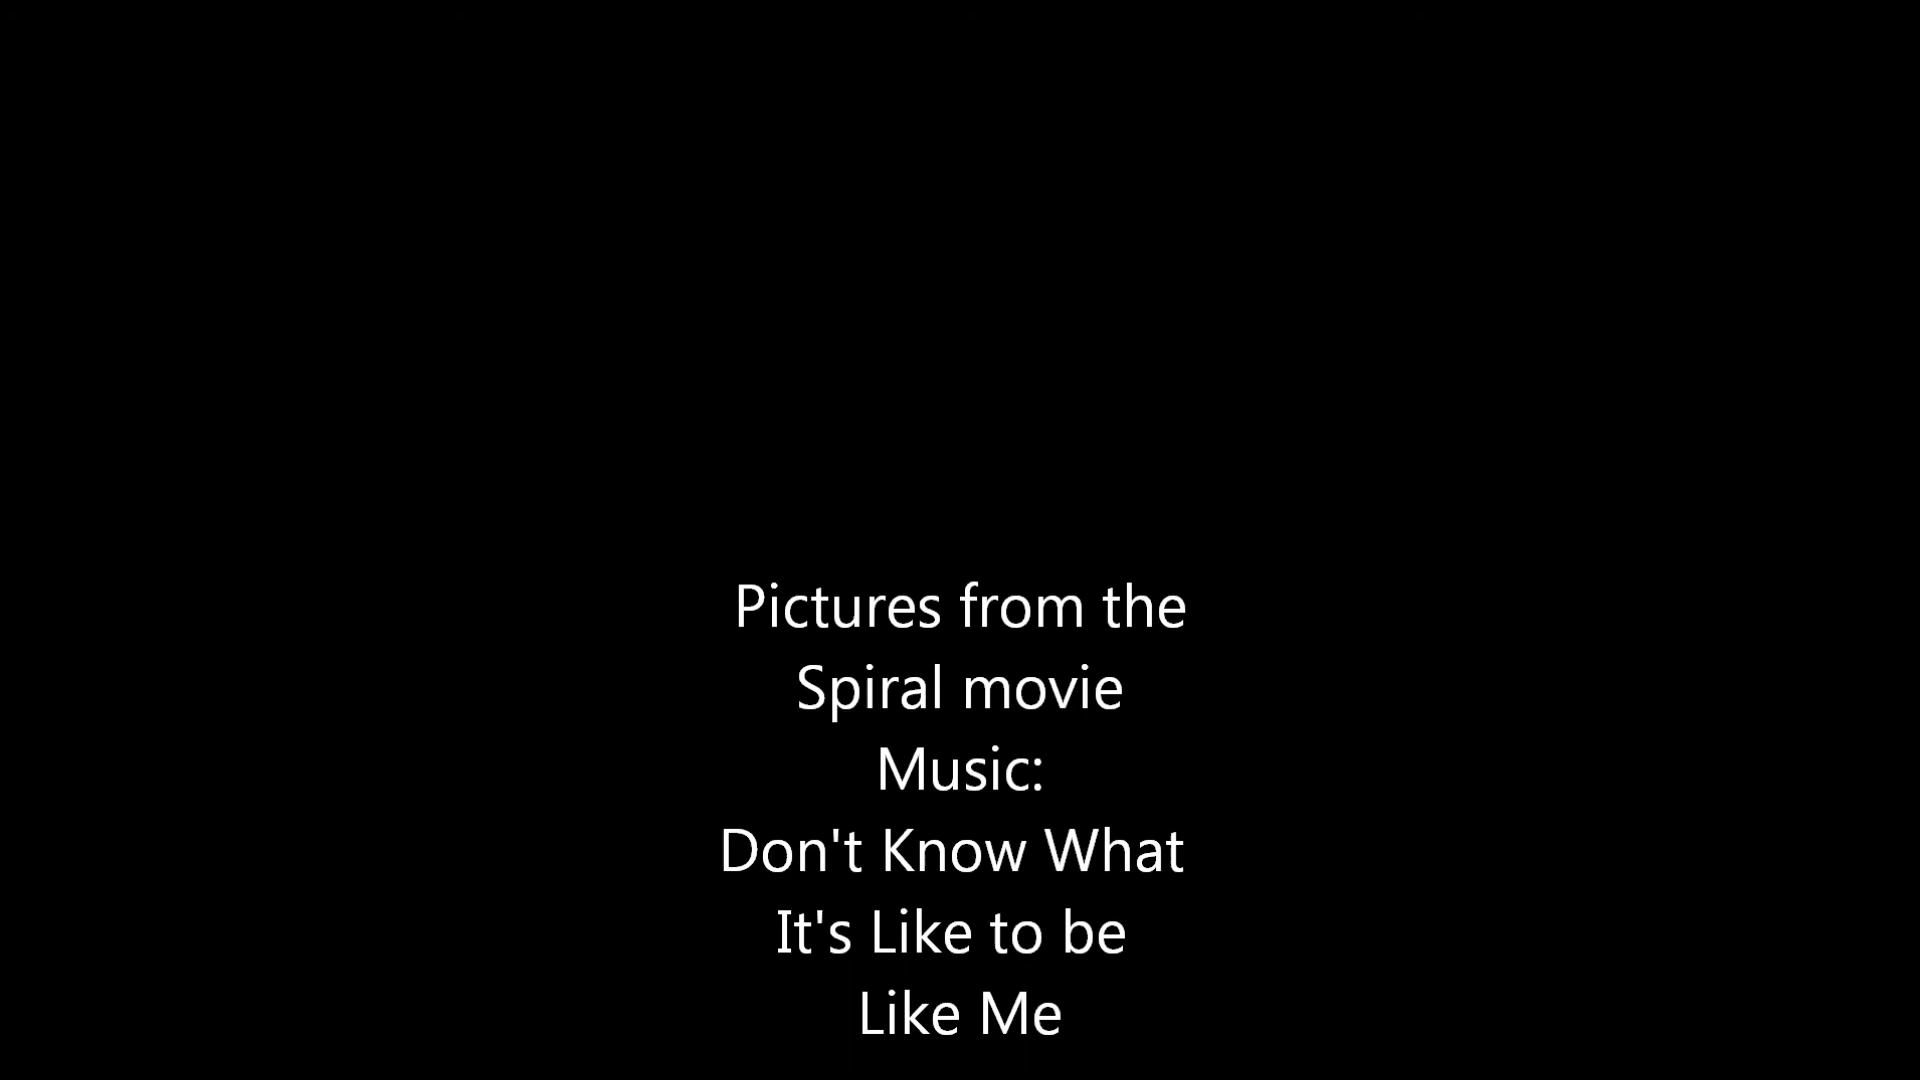 Pictures from the
Spiral movie
Music:
Don't Know What
It's Like to be
Like Me